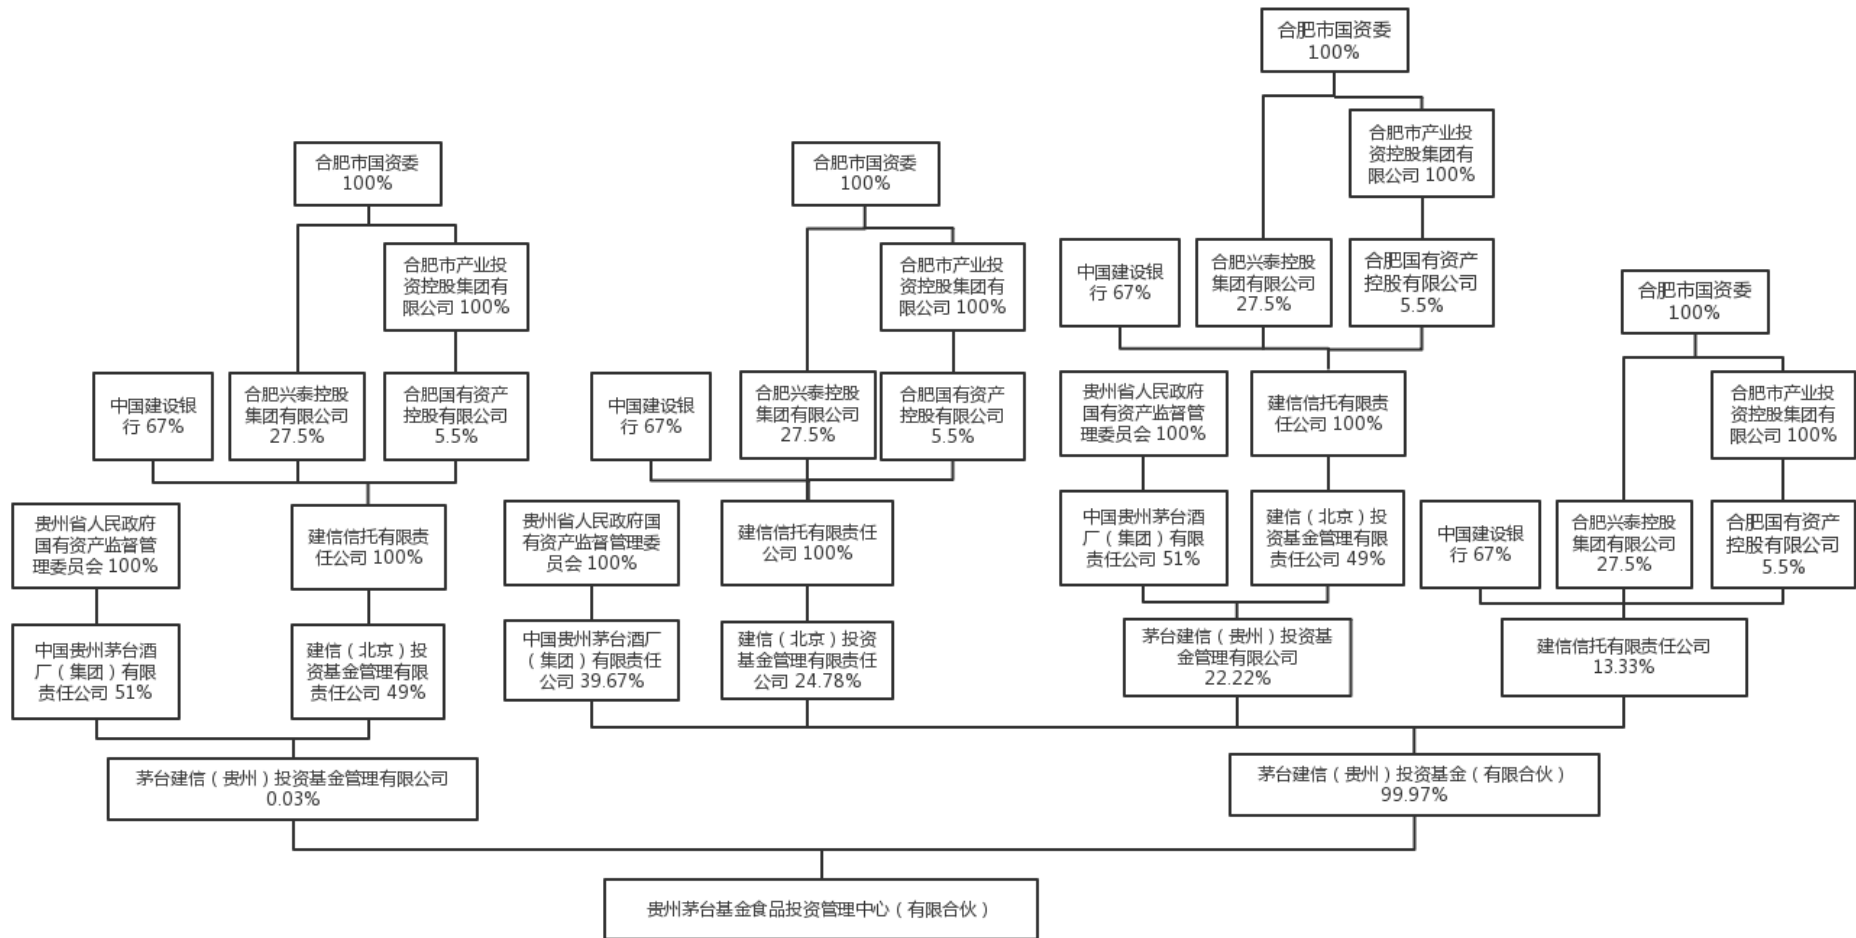 合肥市国资委
100%
合肥市产业投
资控股集团有
限公司 100%
合肥市国资委
100%
合肥市国资委
100%
合肥市产业投
资控股集团有
限公司 100%
合肥市产业投
资控股集团有
限公司 100%
中国建设银
行 67%
合肥兴泰控股
集团有限公司
27.5%
合肥国有资产
控股有限公司
5.5%
合肥市国资委
100%
中国建设银
行 67%
合肥兴泰控股
集团有限公司
27.5%
合肥国有资产
控股有限公司
5.5%
中国建设银
行 67%
合肥兴泰控股
集团有限公司
27.5%
合肥国有资产
控股有限公司
5.5%
贵州省人民政府
国有资产监督管
理委员会 100%
建信信托有限责
任公司 100%
合肥市产业投
资控股集团有
限公司 100%
贵州省人民政府
国有资产监督管
理委员会 100%
建信信托有限责
任公司 100%
贵州省人民政府国
有资产监督管理委
员会 100%
建信信托有限责任
公司 100%
中国贵州茅台酒
厂（集团）有限
责任公司 51%
建信（北京）投
资基金管理有限
责任公司 49%
中国建设银
行 67%
合肥兴泰控股
集团有限公司
27.5%
合肥国有资产
控股有限公司
5.5%
中国贵州茅台酒
厂（集团）有限
责任公司 51%
建信（北京）投
资基金管理有限
责任公司 49%
中国贵州茅台酒厂
（集团）有限责任
公司 39.67%
建信（北京）投资
基金管理有限责任
公司 24.78%
茅台建信（贵州）投资基
金管理有限公司
22.22%
建信信托有限责任公司
13.33%
茅台建信（贵州）投资基金管理有限公司
0.03%
茅台建信（贵州）投资基金（有限合伙）
99.97%
贵州茅台基金食品投资管理中心（有限合伙）